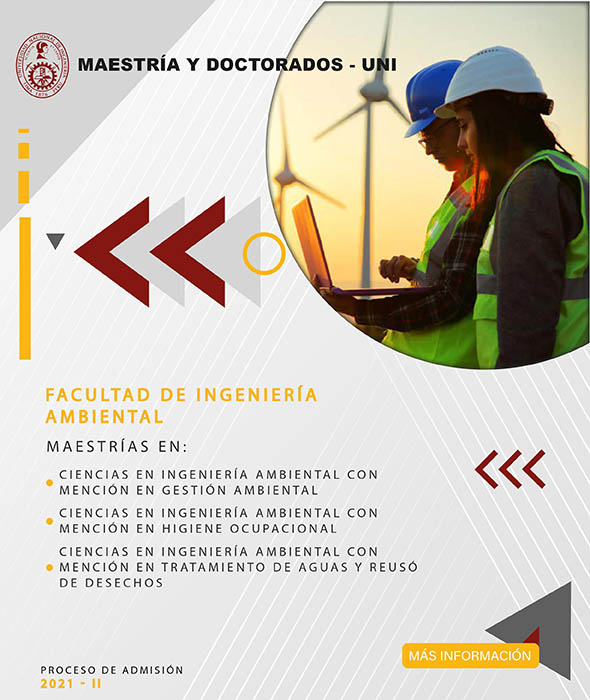 MAESTRÍA Y DOCTORADOS - UNI
FACULTAD DE INGENIERÍA
AMBIENTAL
MAESTRÍAS EN:
CIENCIAS EN INGENIERÍA AMBIENTAL CON
MENCIÓN EN GESTIÓN AMBIENTAL
CIENCIAS EN INGENIERÍA AMBIENTAL CON
MENCIÓN EN HIGIENE OCUPACIONAL
CIENCIAS EN INGENIERÍA AMBIENTAL CON
MENCIÓN EN TRATAMIENTO DE AGUAS Y REUSÓ
DE DESECHOS
MÁS INFORMACIÓN
PROCESO DE ADMISIÓN
2021 - II